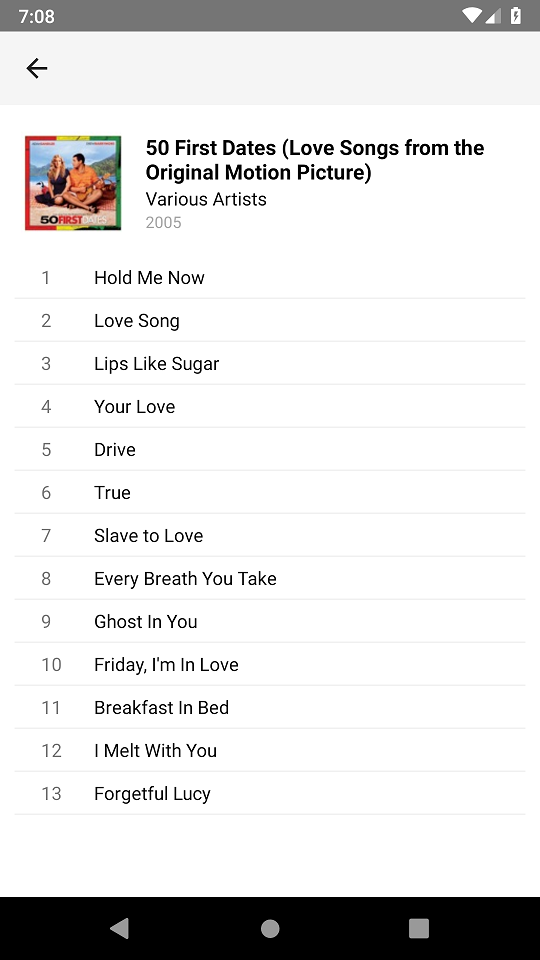 7:08
50FIRSTDATES
50 First Dates (Love Songs from the
Original Motion Picture)
Various Artists
2005
1 Hold Me Now
2 Love Song
3 Lips Like Sugar
4 Your Love
5 Drive
6 True
7 Slave to Love
8 Every Breath You Take
9 Ghost In You
10 Friday, I'm In Love
11 Breakfast In Bed
12 I Melt With You
13 Forgetful Lucy